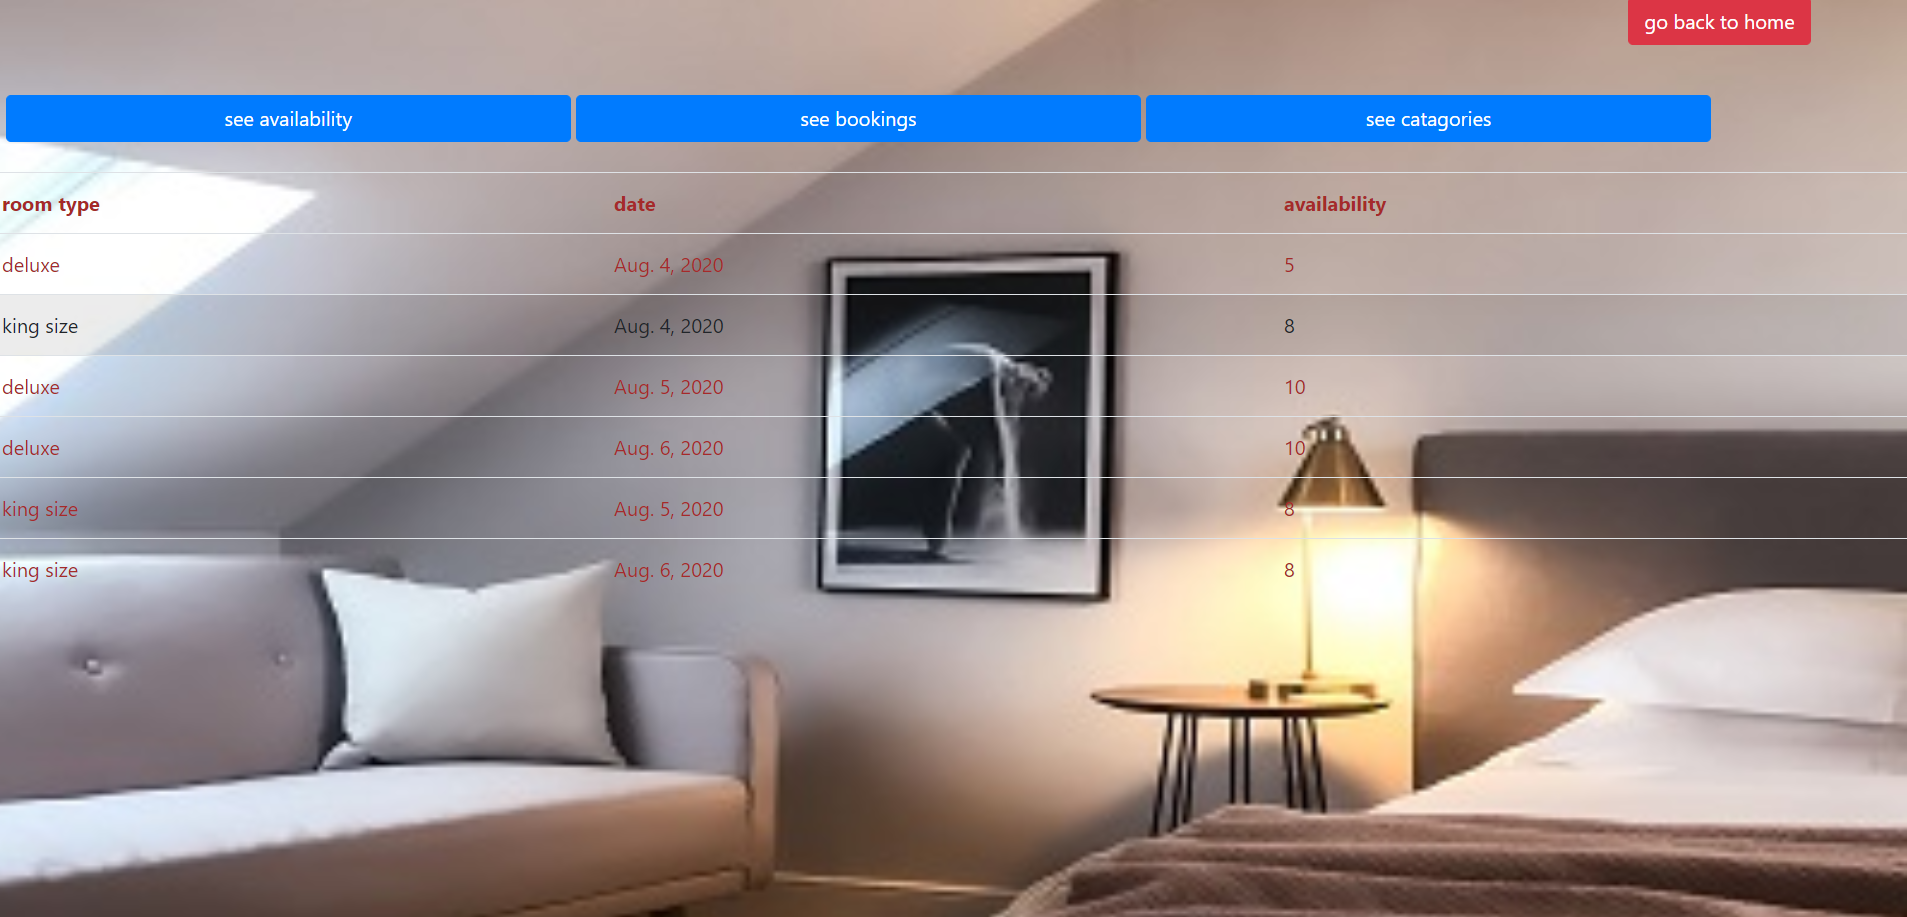 go back to home
see availability see bookings see catagories
room type date availability
deluxe Aug. 4, 2020 5
king size Aug. 4, 2020 8
deluxe Aug. 5, 2020 10
deluxe Aug. 6, 2020 10
king size Aug. 5, 2020 8
king size Aug. 6, 2020 8